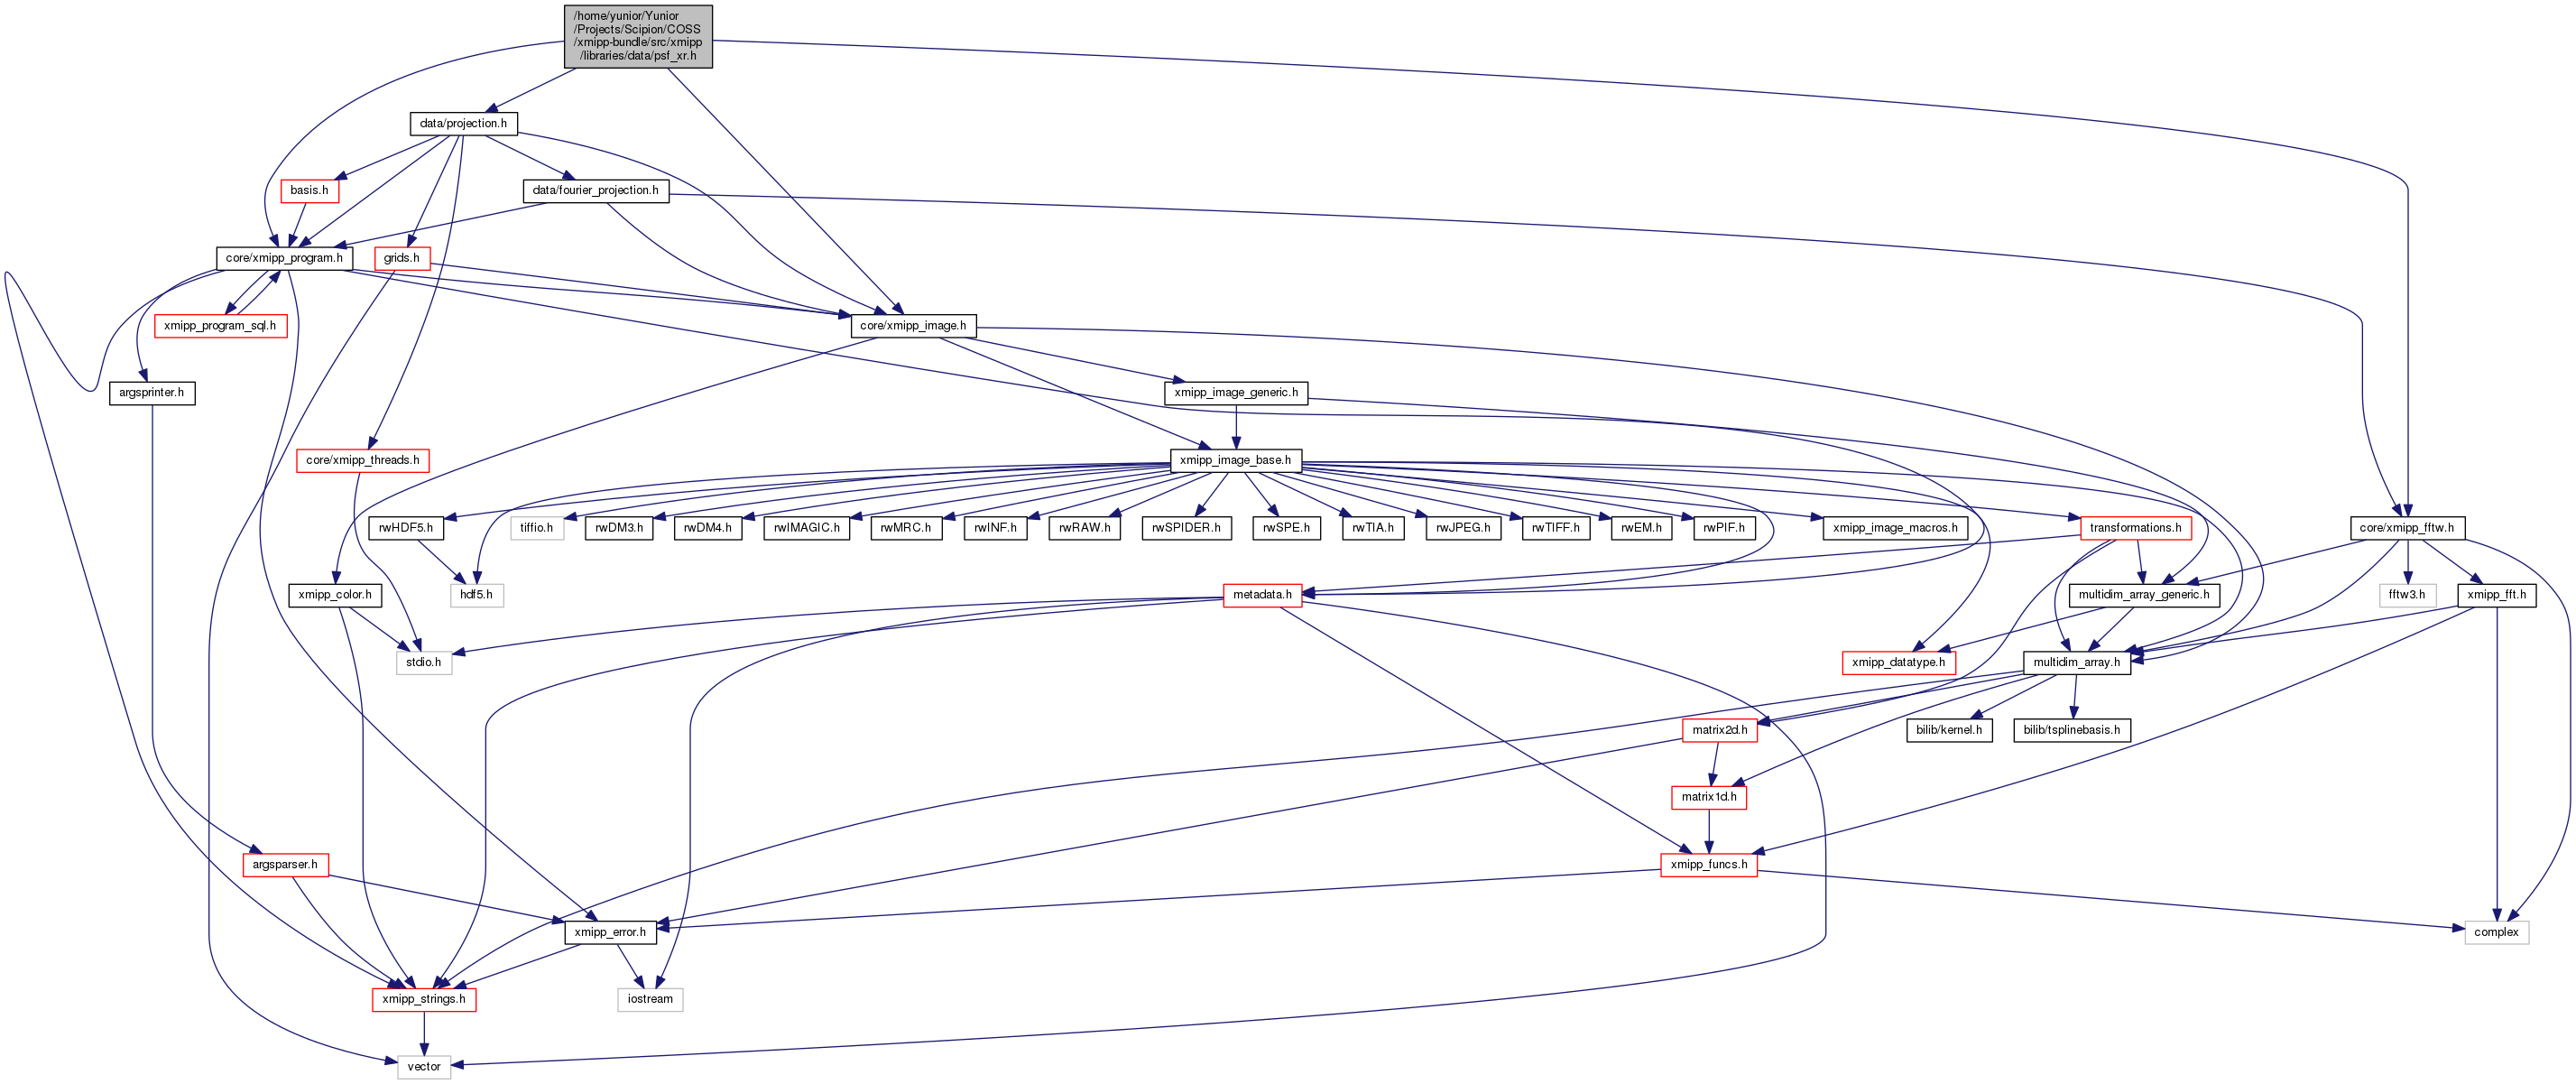 /home/yunior/Yunior
/Projects/Scipion/COSS
/xmipp-bundle/src/xmipp
/libraries/data/psf_xr.h
data/projection.h
basis.h
data/fourier_projection.h
core/xmipp_program.h
grids.h
xmipp_program_sql.h
core/xmipp_image.h
argsprinter.h
xmipp_image_generic.h
core/xmipp_threads.h
xmipp_image_base.h
rwHDF5.h
tiffio.h
rwDM3.h
rwDM4.h
rwIMAGIC.h
rwMRC.h
rwINF.h
rwRAW.h
rwSPIDER.h
rwSPE.h
rwTIA.h
rwJPEG.h
rwTIFF.h
rwEM.h
rwPIF.h
xmipp_image_macros.h
transformations.h
core/xmipp_fftw.h
xmipp_color.h
hdf5.h
metadata.h
multidim_array_generic.h
fftw3.h
xmipp_fft.h
stdio.h
xmipp_datatype.h
multidim_array.h
matrix2d.h
bilib/kernel.h
bilib/tsplinebasis.h
matrix1d.h
argsparser.h
xmipp_funcs.h
xmipp_error.h
complex
xmipp_strings.h
iostream
vector